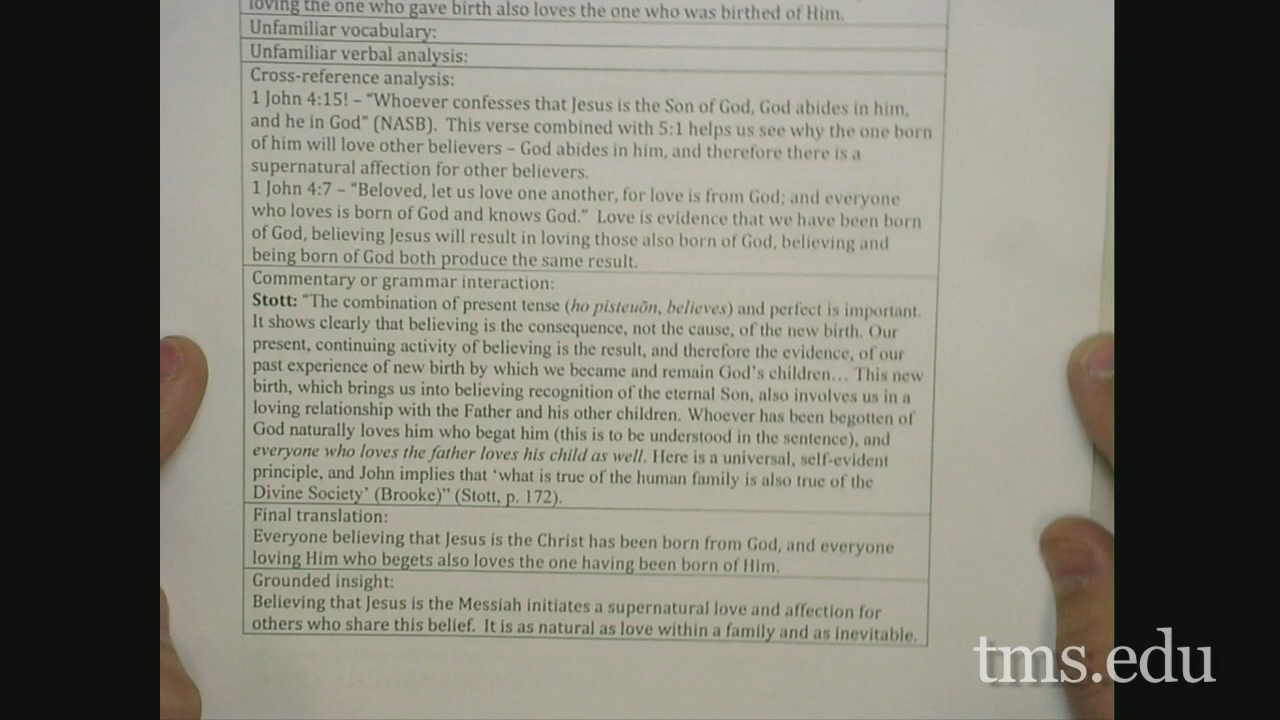 loving the one who gave birth also loves the one who was birthed of Him.
Unfamiliar vocabulary:
Unfamiliar verbal analysis:
Cross-reference analysis:
1 John 4:15! – "Whoever confesses that Jesus is the Son of God, God abides in him,
and he in God" (NASB).  This verse combined with 5:1 helps us see why the one born
of him will love other believers – God abides in him, and therefore there is a
supernatural affection for other believers.
1 John 4:7 – "Beloved, let us love one another, for love is from God; and everyone
who loves is born of God and knows God."  Love is evidence that we have been born
of God, believing Jesus will result in loving those also born of God, believing and
being born of God both produce the same result.
Commentary or grammar interaction:
Stott: "The combination of present tense (ho pisteuōn, believes) and perfect is important.
It shows clearly that believing is the consequence, not the cause, of the new birth. Our
present, continuing activity of believing is the result, and therefore the evidence, of our
past experience of new birth by which we became and remain God's children… This new
birth, which brings us into believing recognition of the eternal Son, also involves us in a
loving relationship with the Father and his other children. Whoever has been begotten of
God naturally loves him who begat him (this is to be understood in the sentence), and
everyone who loves the father loves his child as well. Here is a universal, self-evident
principle, and John implies that 'what is true of the human family is also true of the
Divine Society' (Brooke)" (Stott, p. 172).
Final translation:
Everyone believing that Jesus is the Christ has been born from God, and everyone
loving Him who begets also loves the one having been born of Him.
Grounded insight:
Believing that Jesus is the Messiah initiates a supernatural love and affection for
others who share this belief.  It is as natural as love within a family and as inevitable.
tms.edu